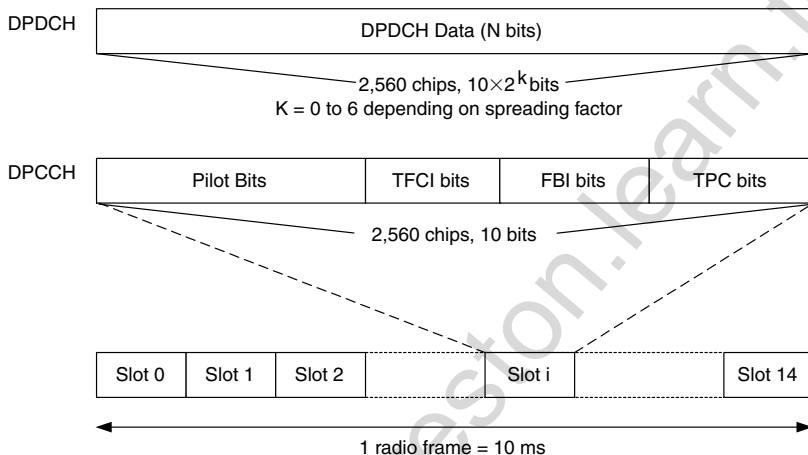 DPDCH
DPDCH Data (N bits)
2,560 chips, 10×2^k bits
K = 0 to 6 depending on spreading factor
DPCCH
Pilot Bits
TFCI bits
FBI bits
TPC bits
2,560 chips, 10 bits
Slot 0
Slot 1
Slot 2
Slot i
Slot 14
1 radio frame = 10 ms
eston.learn.